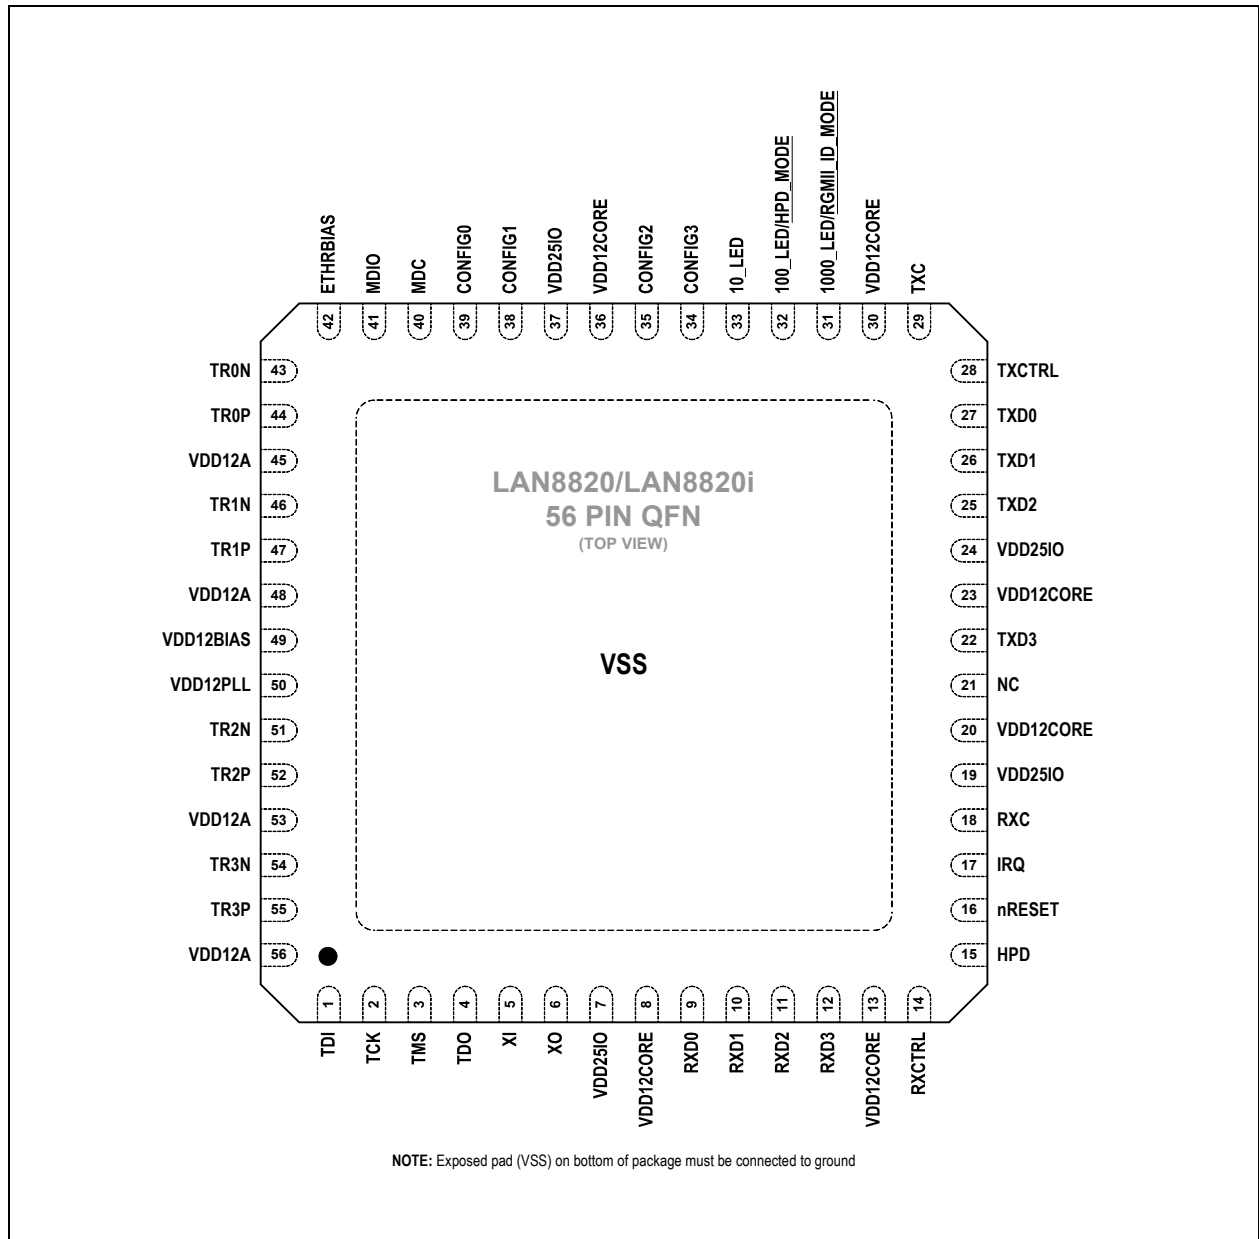 ETHRBIAS
MDIO
MDC
CONFIG0
CONFIG1
VDD25IO
VDD12CORE
CONFIG2
CONFIG3
10_LED
100_LED/HPD_MODE
1000_LED/RGMII_ID_MODE
VDD12CORE
TXC
42
41
40
39
38
37
36
35
34
33
32
31
30
29
TR0N 43
TR0P 44
VDD12A 45
TR1N 46
TR1P 47
VDD12A 48
VDD12BIAS 49
VDD12PLL 50
TR2N 51
TR2P 52
VDD12A 53
TR3N 54
TR3P 55
VDD12A 56
LAN8820/LAN8820i
56 PIN QFN
(TOP VIEW)
VSS
28 TXCTRL
27 TXD0
26 TXD1
25 TXD2
24 VDD25IO
23 VDD12CORE
22 TXD3
21 NC
20 VDD12CORE
19 VDD25IO
18 RXC
17 IRQ
16 nRESET
15 HPD
1
2
3
4
5
6
7
8
9
10
11
12
13
14
TDI
TCK
TMS
TDO
XI
XO
VDD25IO
VDD12CORE
RXD0
RXD1
RXD2
RXD3
VDD12CORE
RXCTRL
NOTE: Exposed pad (VSS) on bottom of package must be connected to ground